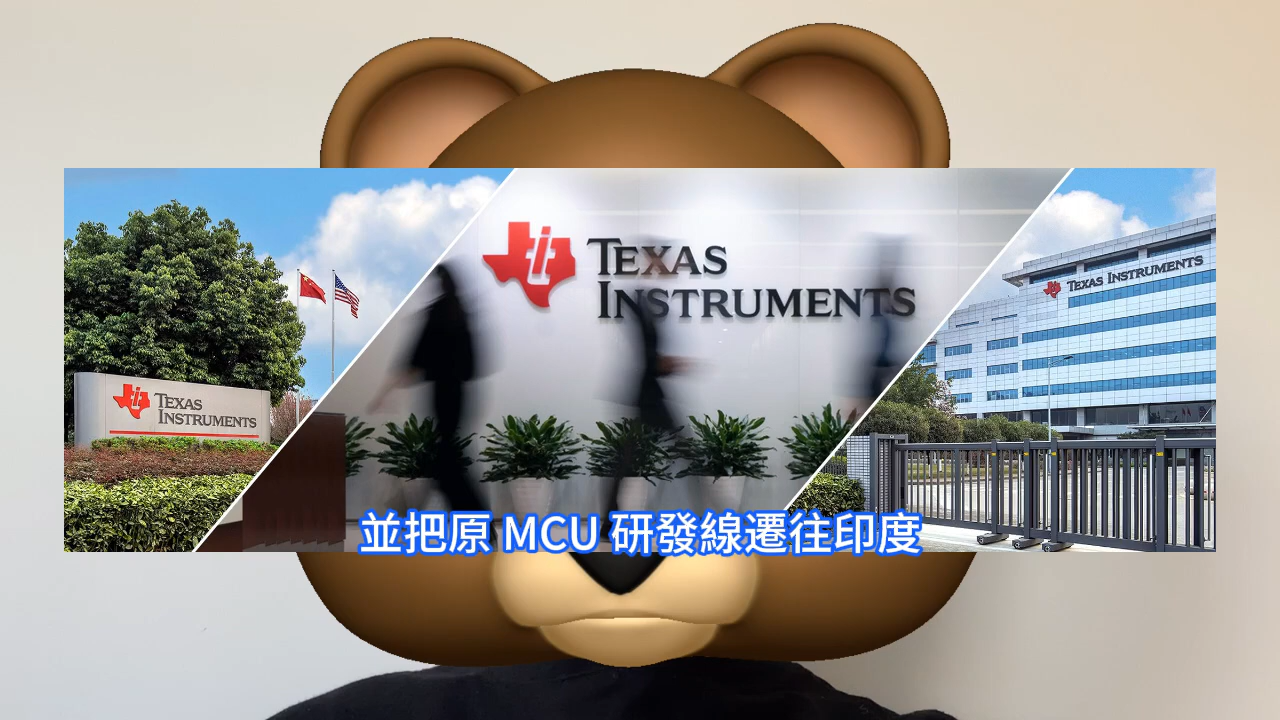 TEXAS
INSTRUMENTS
TEXAS
INSTRUMENTS
TEXAS INSTRUMENTS
並把原 MCU 研發線遷往印度